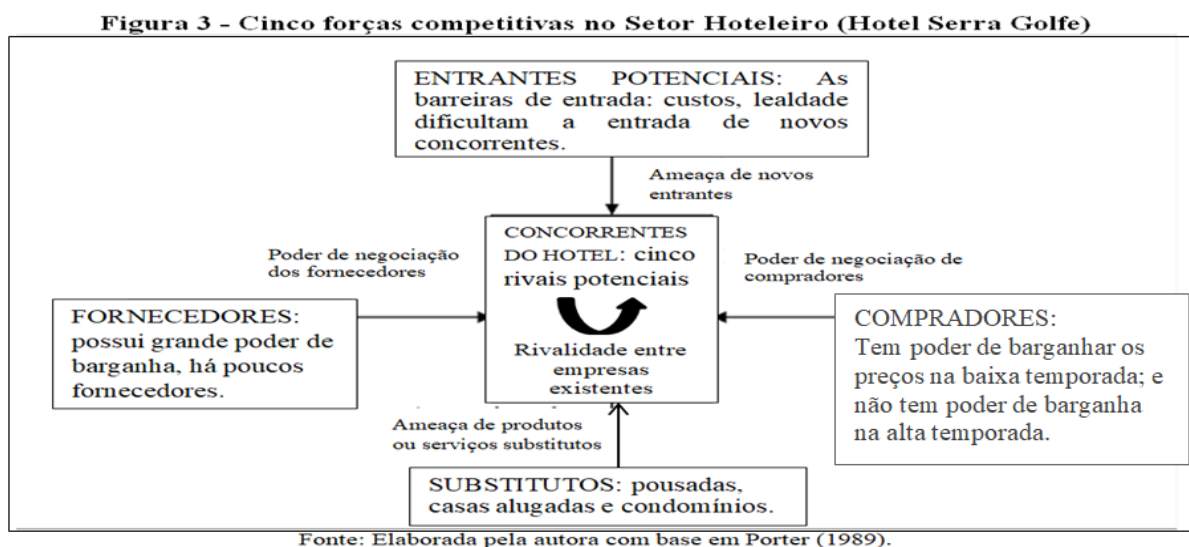 Figura 3 - Cinco forças competitivas no Setor Hoteleiro (Hotel Serra Golfe)
ENTRANTES POTENCIAIS: As
barreiras de entrada: custos, lealdade
dificultam a entrada de novos
concorrentes.
Ameaça de novos
entrantes
Poder de negociação
dos fornecedores
CONCORRENTES
DO HOTEL: cinco
rivais potenciais
Rivalidade entre
empresas
existentes
Poder de negociação de
compradores
FORNECEDORES:
possui grande poder de
barganha, há poucos
fornecedores.
COMPRADORES:
Tem poder de barganhar os
preços na baixa temporada; e
não tem poder de barganha
na alta temporada.
Ameaça de produtos
ou serviços substitutos
SUBSTITUTOS: pousadas,
casas alugadas e condomínios.
Fonte: Elaborada pela autora com base em Porter (1989).